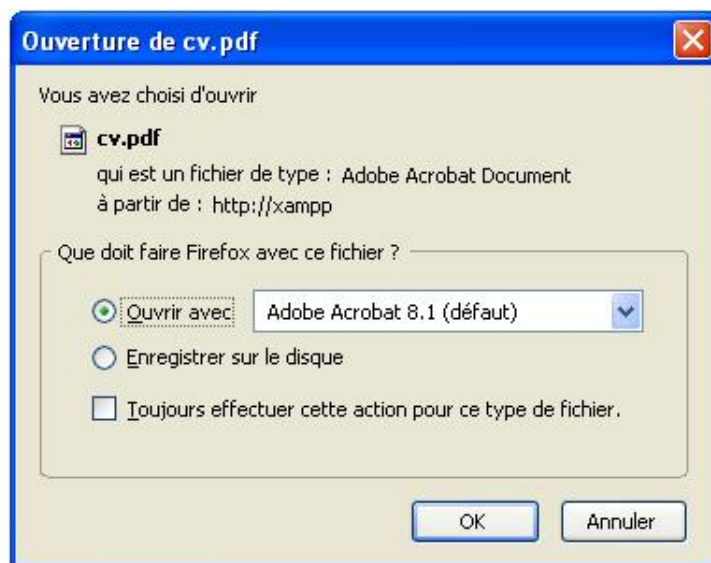 Ouverture de cv.pdf
Vous avez choisi d'ouvrir
cv.pdf
qui est un fichier de type : Adobe Acrobat Document
à partir de : http://xampp
Que doit faire Firefox avec ce fichier ?
Ouvrir avec Adobe Acrobat 8.1 (défaut)
Enregistrer sur le disque
Toujours effectuer cette action pour ce type de fichier.
OK Annuler